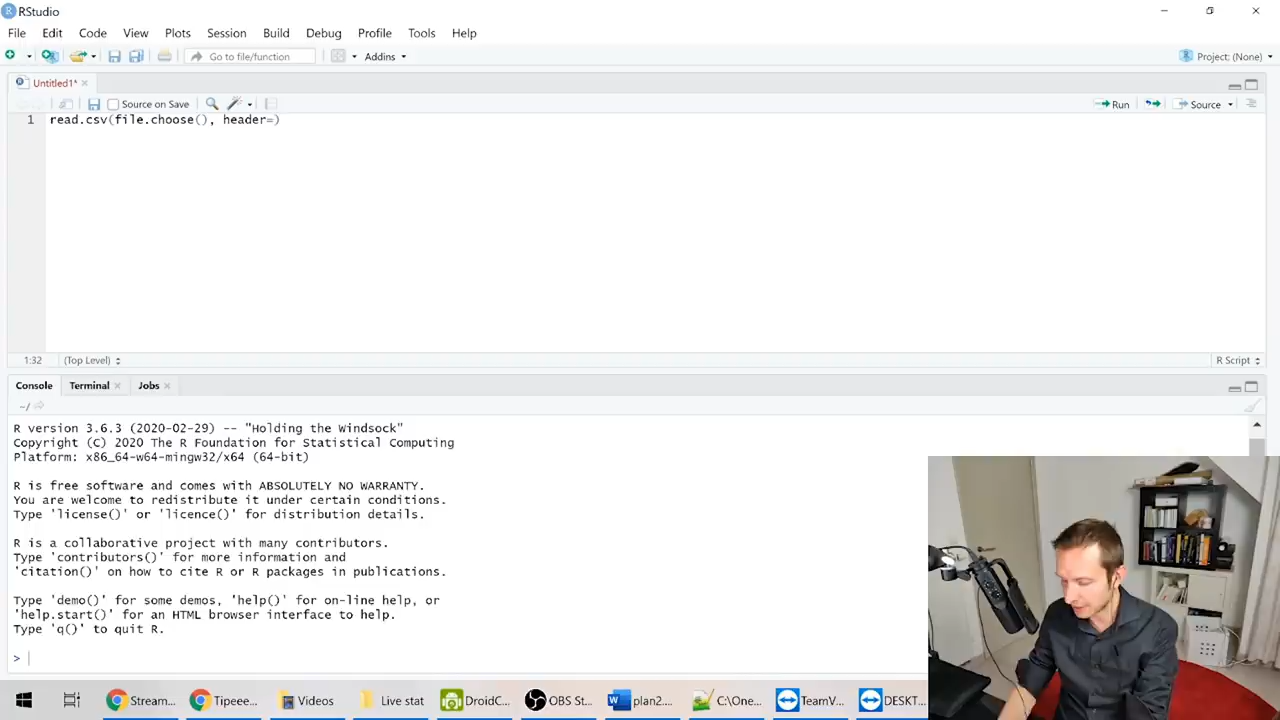 RStudio
File Edit Code View Plots Session Build Debug Profile Tools Help
Go to file/function Addins Project: (None)
Untitled1*
Source on Save Run Source
1 read.csv(file.choose(), header=)
1:32 (Top Level) R Script
Console Terminal Jobs
~/
R version 3.6.3 (2020-02-29) -- "Holding the Windsock"
Copyright (C) 2020 The R Foundation for Statistical Computing
Platform: x86_64-w64-mingw32/x64 (64-bit)
R is free software and comes with ABSOLUTELY NO WARRANTY.
You are welcome to redistribute it under certain conditions.
Type 'license()' or 'licence()' for distribution details.
R is a collaborative project with many contributors.
Type 'contributors()' for more information and
'citation()' on how to cite R or R packages in publications.
Type 'demo()' for some demos, 'help()' for on-line help, or
'help.start()' for an HTML browser interface to help.
Type 'q()' to quit R.
>
Stream... Tipeee... Videos Live stat DroidC... OBS St... plan2... C:\One... TeamV... DESKT...